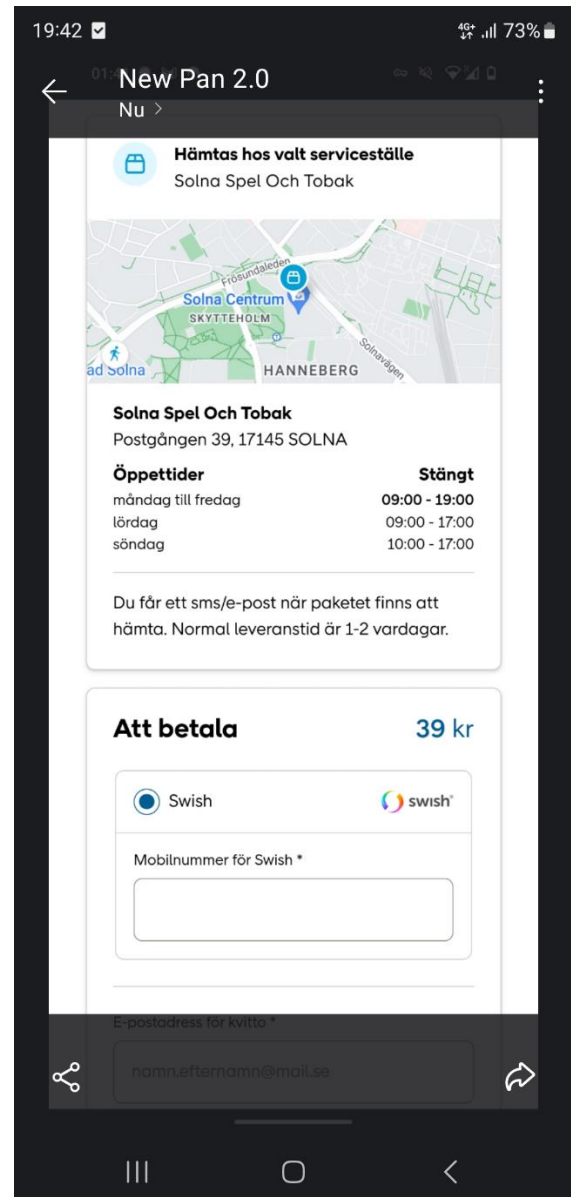 19:42
4G+ 73%
New Pan 2.0
Nu >
Hämtas hos valt serviceställe
Solna Spel Och Tobak
Frösundaleden
Solna Centrum
SKYTTEHOLM
ad Solna
HANNEBERG
Solnavägen
Solna Spel Och Tobak
Postgången 39, 17145 SOLNA
Öppettider Stängt
måndag till fredag 09:00 - 19:00
lördag 09:00 - 17:00
söndag 10:00 - 17:00
Du får ett sms/e-post när paketet finns att
hämta. Normal leveranstid är 1-2 vardagar.
Att betala 39 kr
Swish swish
Mobilnummer för Swish *
E-postadress för kvitto *
namn.efternamn@mail.se